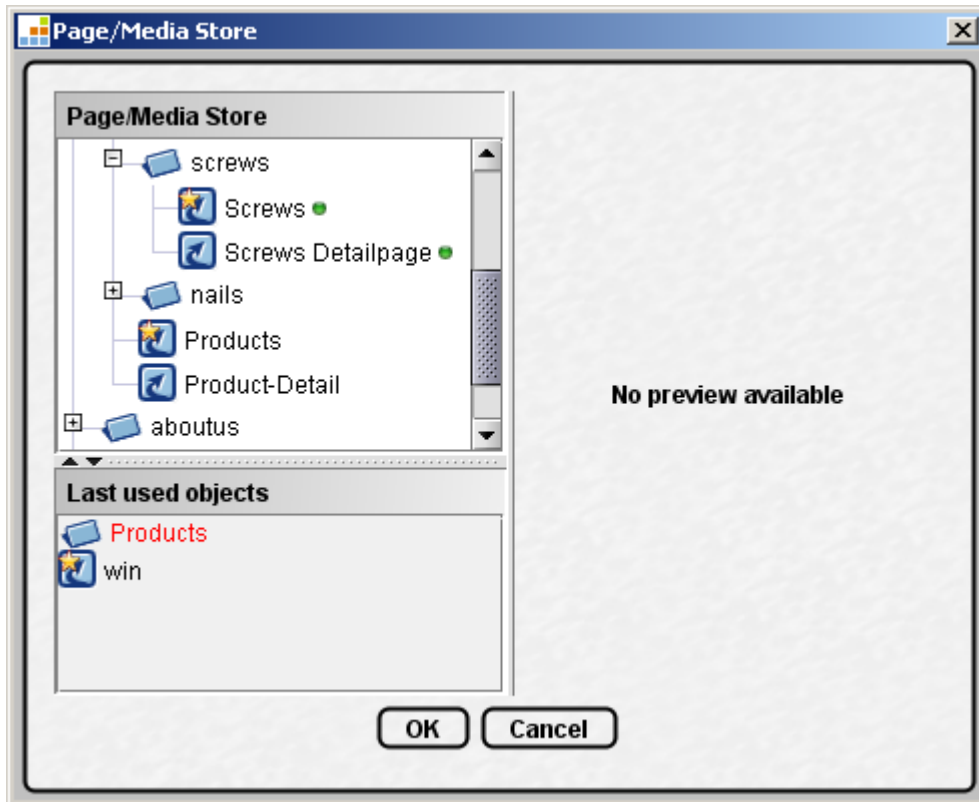 Page/Media Store
Page/Media Store
screws
Screws
Screws Detailpage
nails
Products
Product-Detail
aboutus
No preview available
Last used objects
Products
win
OK Cancel